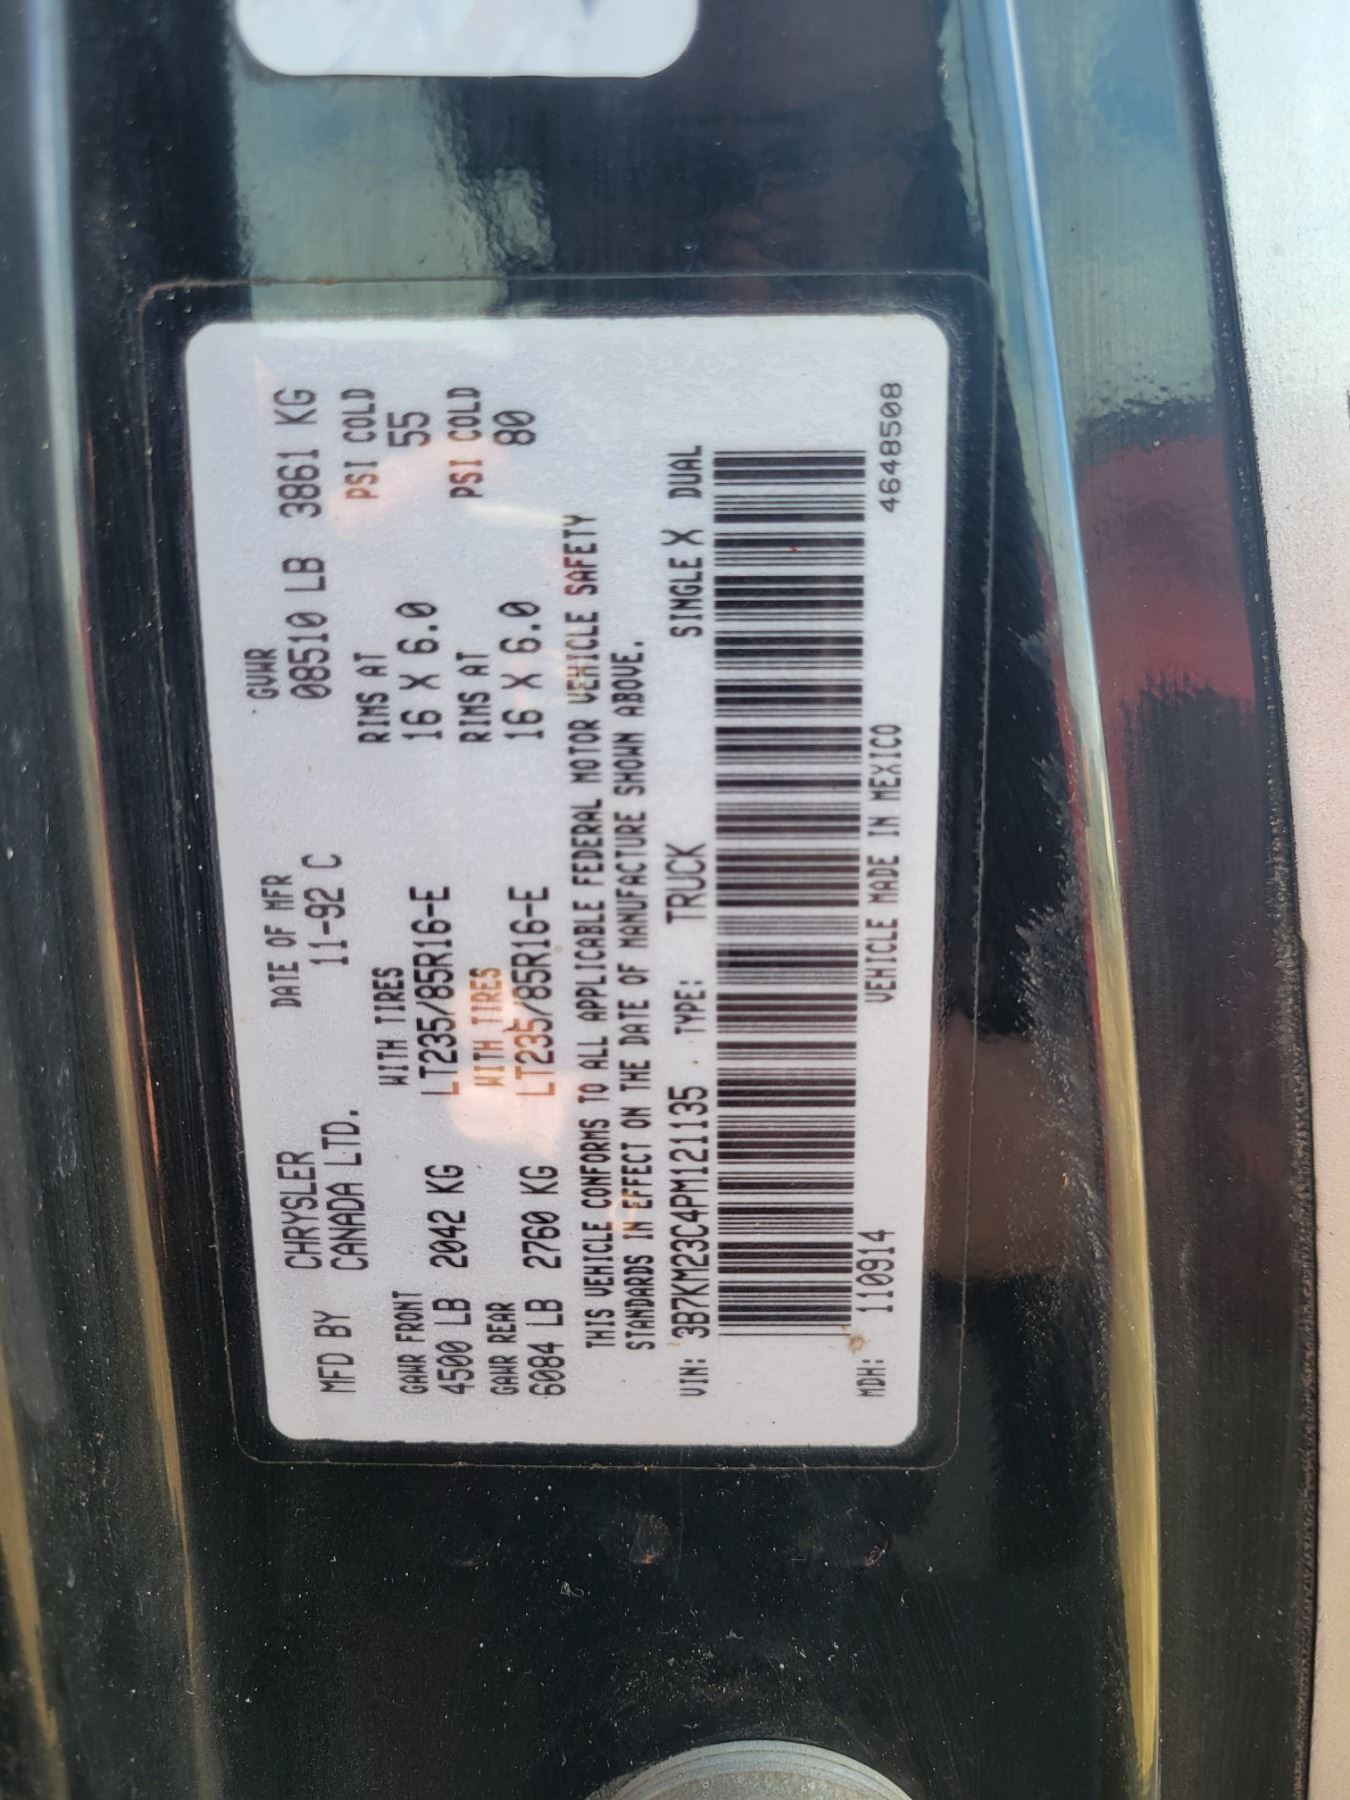 MFD BY CHRYSLER CANADA LTD. DATE OF MFR 11-92 C GVWR 08510 LB 3861 KG
GAWR FRONT WITH TIRES RIMS AT PSI COLD
4500 LB 2042 KG LT235/85R16-E 16 X 6.0 55
GAWR REAR WITH TIRES RIMS AT PSI COLD
6084 LB 2760 KG LT235/85R16-E 16 X 6.0 80
THIS VEHICLE CONFORMS TO ALL APPLICABLE FEDERAL MOTOR VEHICLE SAFETY
STANDARDS IN EFFECT ON THE DATE OF MANUFACTURE SHOWN ABOVE.
VIN: 3B7KM23C4PM121135 TYPE: TRUCK SINGLE X DUAL
MDH: 110914 VEHICLE MADE IN MEXICO 4648508